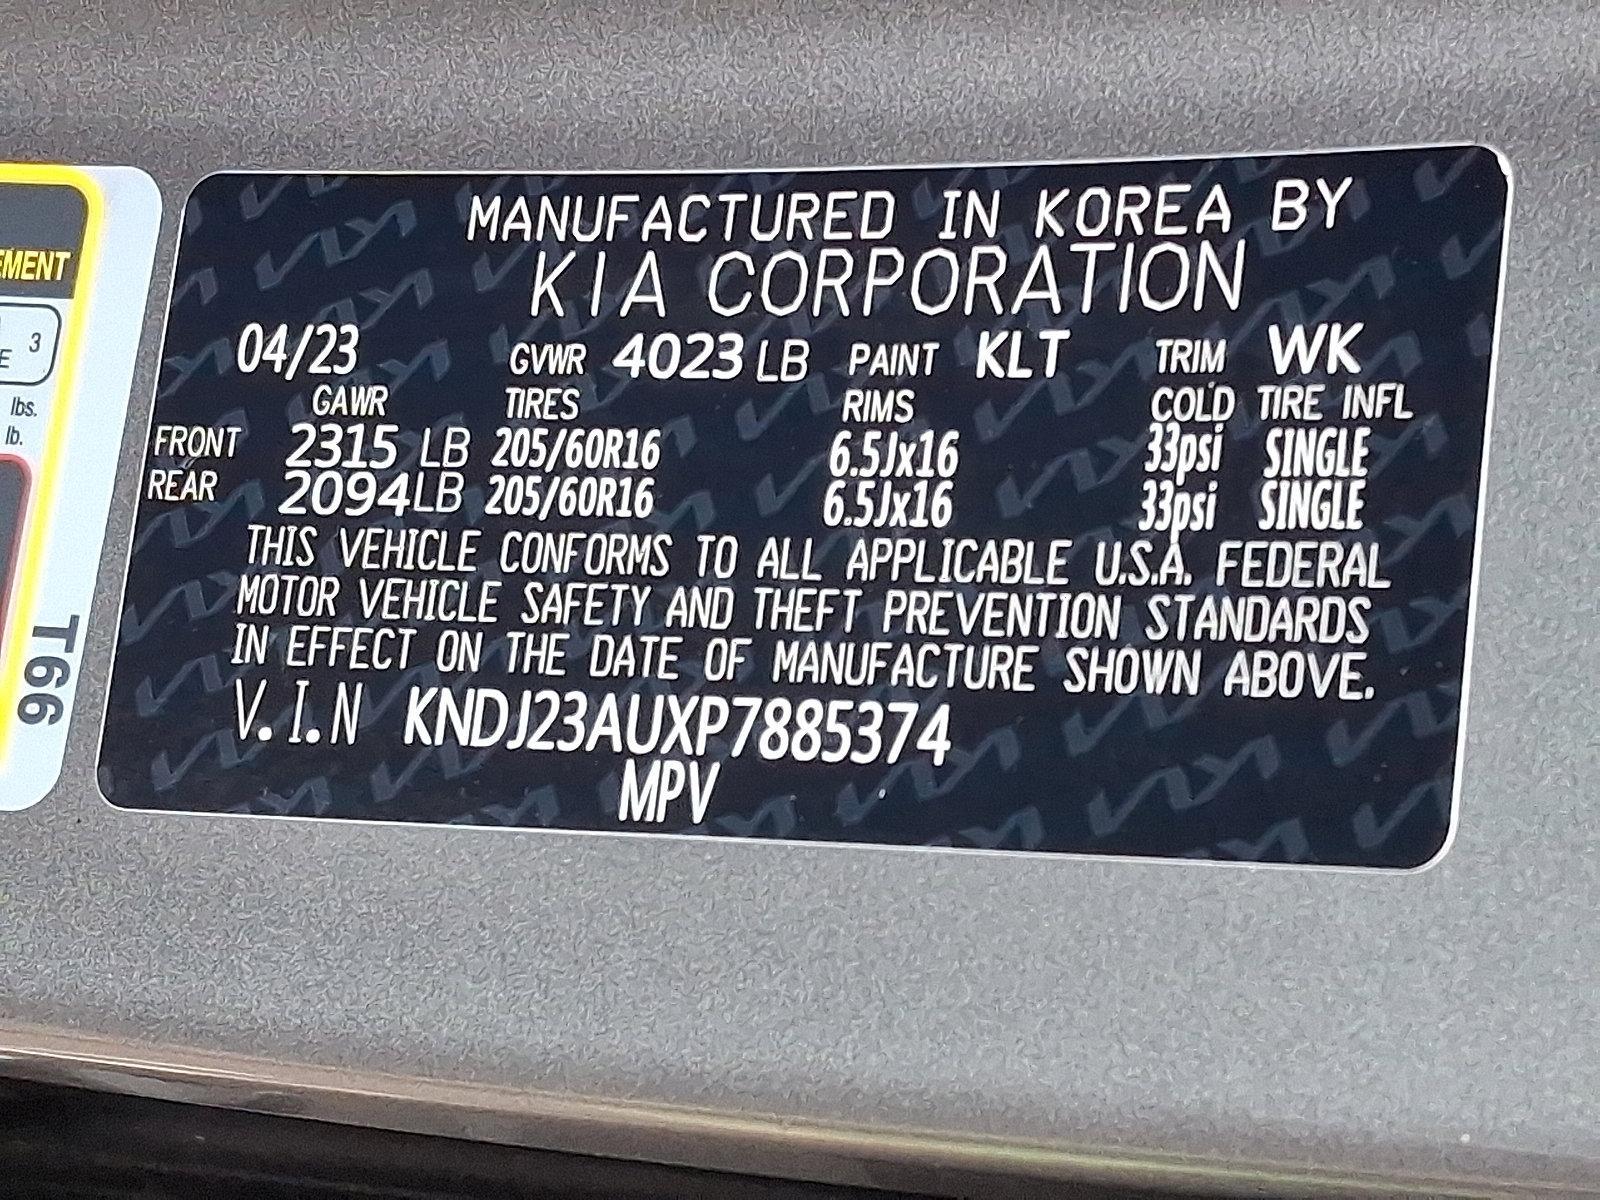 MANUFACTURED IN KOREA BY
KIA CORPORATION
04/23 GVWR 4023 LB PAINT KLT TRIM WK
GAWR TIRES RIMS COLD TIRE INFL
FRONT 2315 LB 205/60R16 6.5Jx16 33psi SINGLE
REAR 2094 LB 205/60R16 6.5Jx16 33psi SINGLE
THIS VEHICLE CONFORMS TO ALL APPLICABLE U.S.A. FEDERAL
MOTOR VEHICLE SAFETY AND THEFT PREVENTION STANDARDS
IN EFFECT ON THE DATE OF MANUFACTURE SHOWN ABOVE.
V.I.N KNDJ23AUXP7885374
MPV
EMENT
3
E
lbs.
lb.
T66